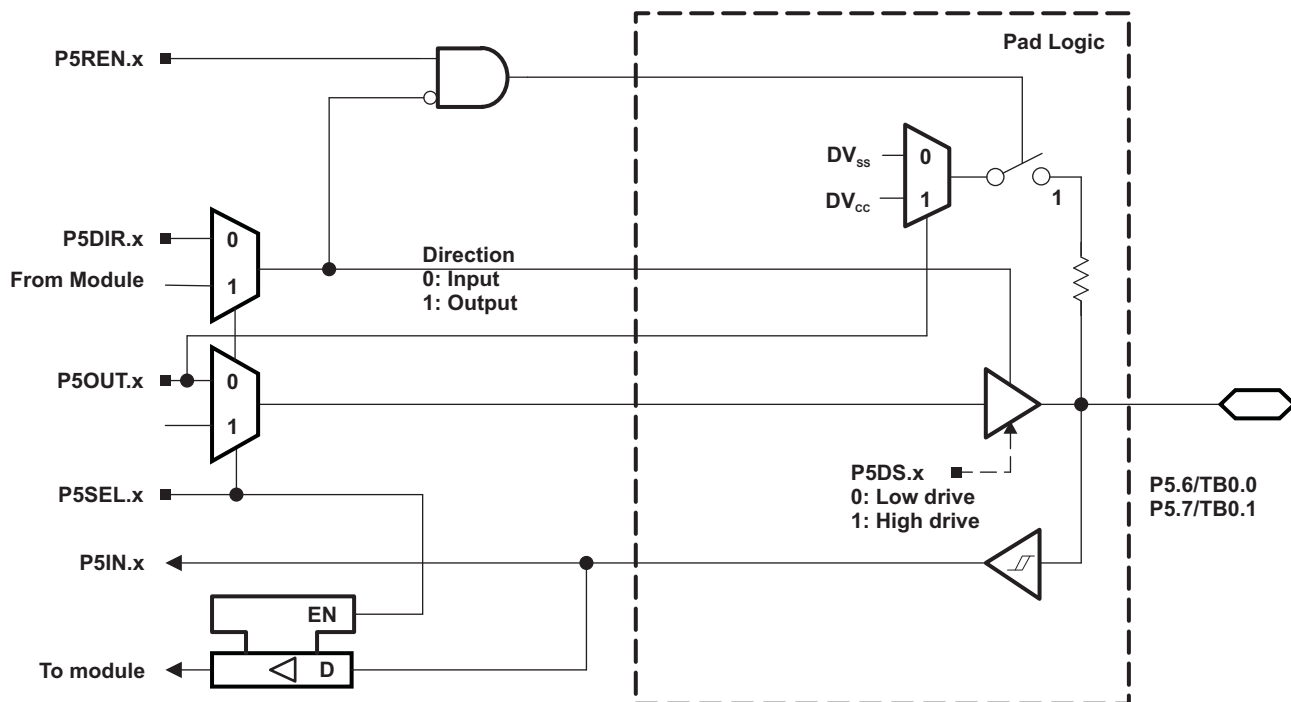 Pad Logic
P5REN.x
DVss
0
DVcc
1
1
P5DIR.x
0
From Module
1
Direction
0: Input
1: Output
P5OUT.x
0
1
P5DS.x
0: Low drive
1: High drive
P5SEL.x
P5.6/TB0.0
P5.7/TB0.1
P5IN.x
EN
To module
D